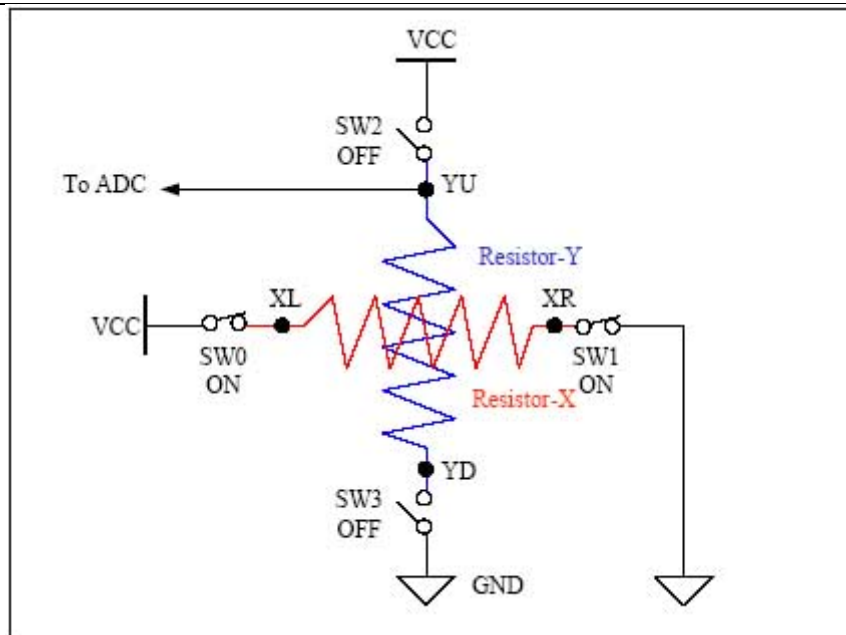 VCC
SW2
OFF
To ADC
YU
Resistor-Y
XL
XR
VCC
SW0
ON
SW1
ON
Resistor-X
YD
SW3
OFF
GND